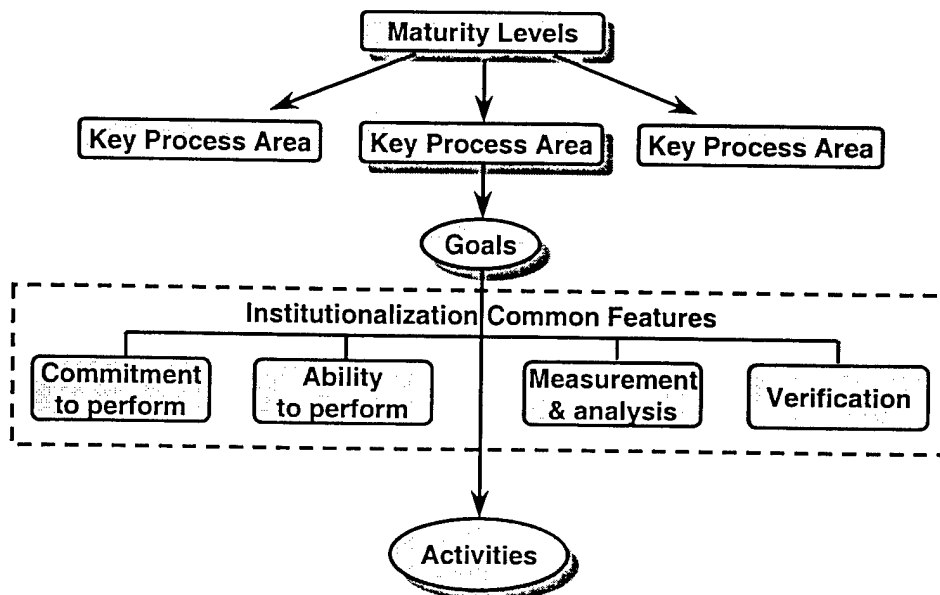 Maturity Levels
Key Process Area
Key Process Area
Key Process Area
Goals
Institutionalization Common Features
Commitment
to perform
Ability
to perform
Measurement
& analysis
Verification
Activities